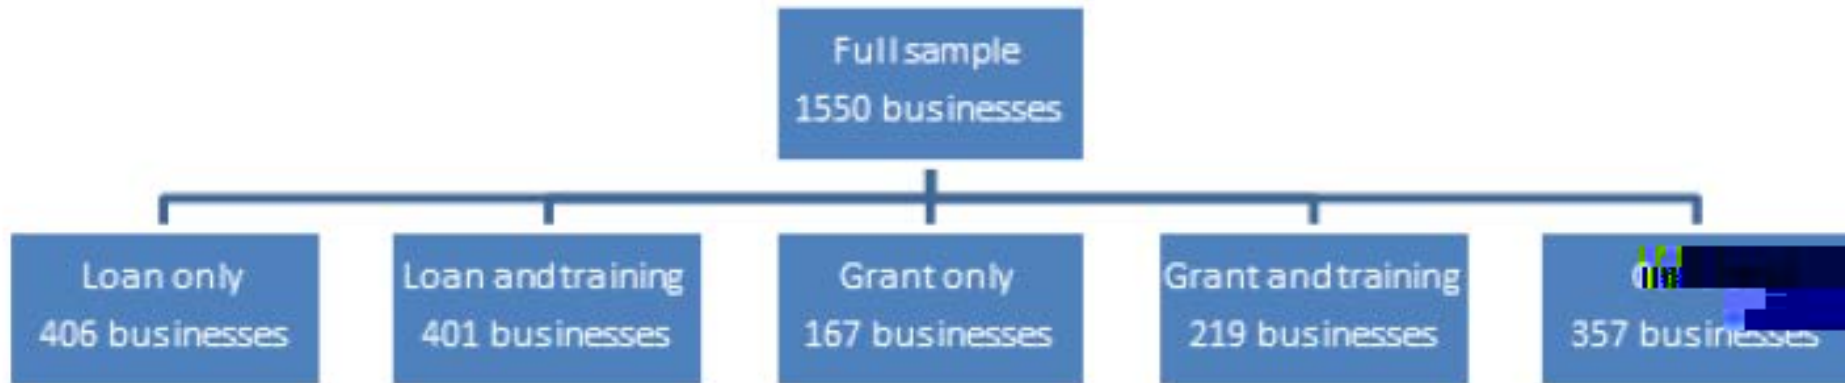 Full sample
1550 businesses
Loan only
406 businesses
Loan and training
401 businesses
Grant only
167 businesses
Grant and training
219 businesses
357 businesses